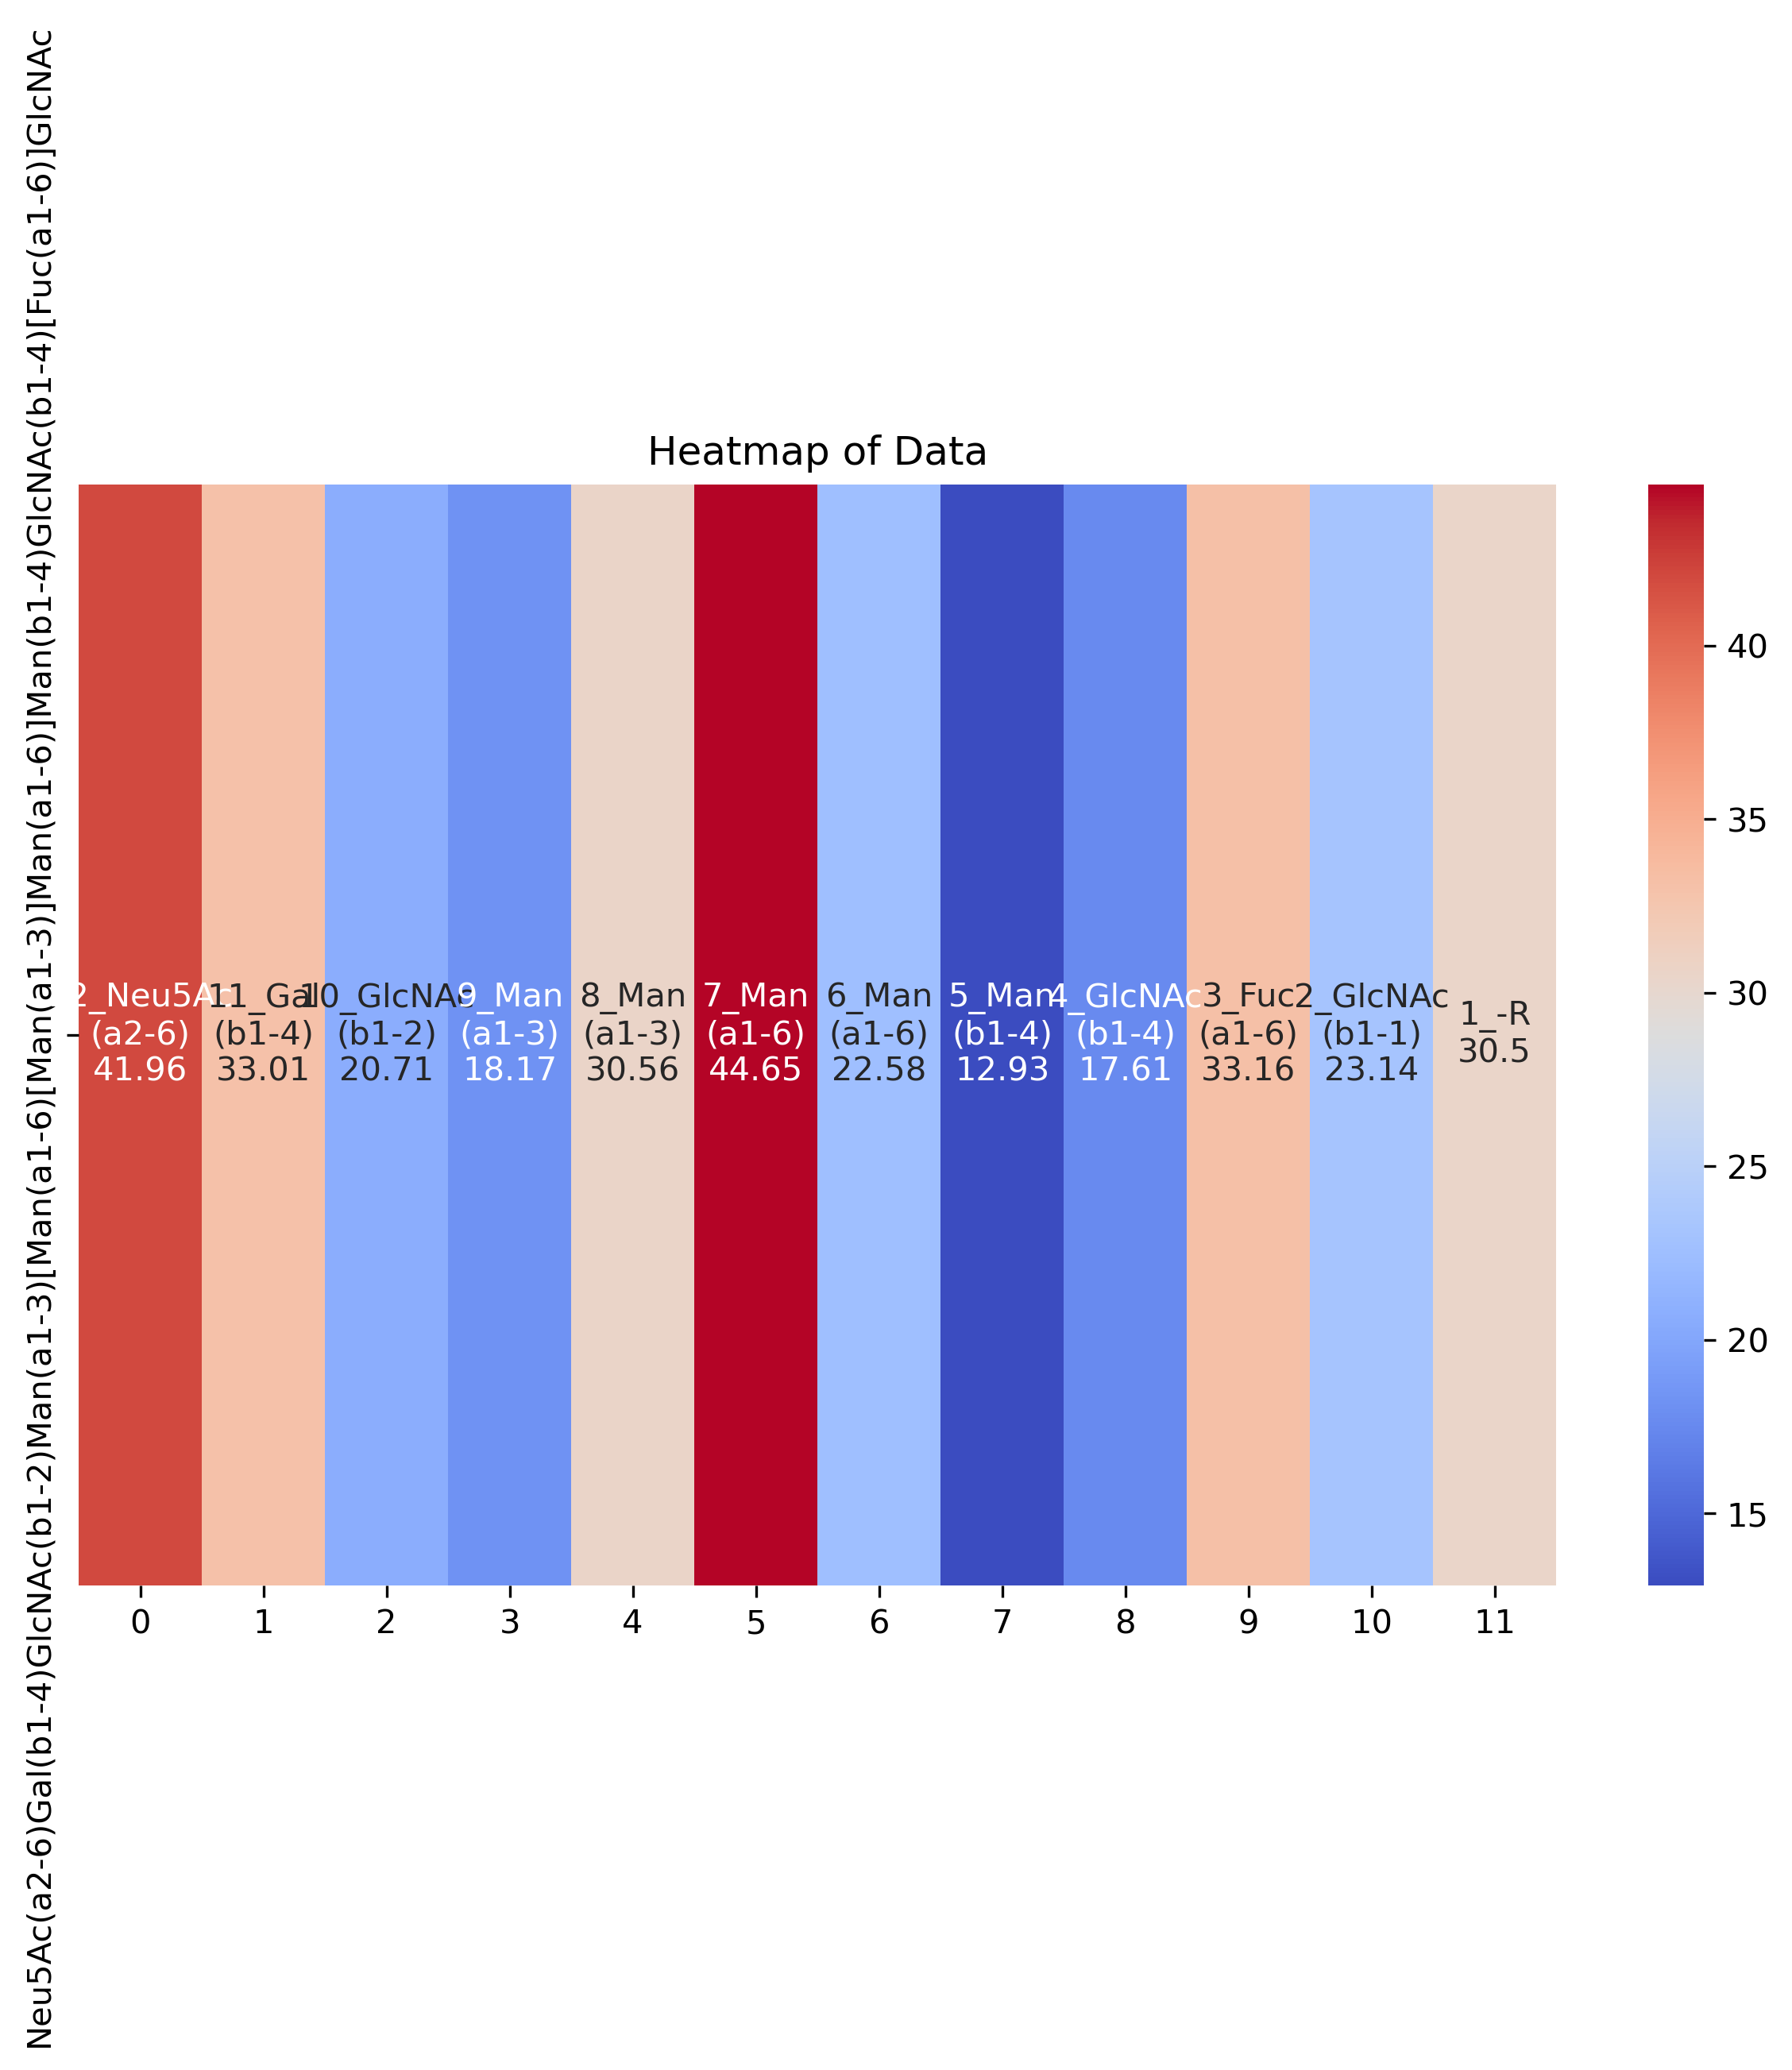 Heatmap of Data
Neu5Ac(a2-6)Gal(b1-4)GlcNAc(b1-2)Man(a1-3)[Man(a1-6)[Man(a1-3)]Man(a1-6)]Man(b1-4)GlcNAc(b1-4)[Fuc(a1-6)]GlcNAc
2_Neu5Ac
(a2-6)
41.96
11_Gal
(b1-4)
33.01
10_GlcNAc
(b1-2)
20.71
9_Man
(a1-3)
18.17
8_Man
(a1-3)
30.56
7_Man
(a1-6)
44.65
6_Man
(a1-6)
22.58
5_Man
(b1-4)
12.93
4_GlcNAc
(b1-4)
17.61
3_Fuc
(a1-6)
33.16
2_GlcNAc
(b1-1)
23.14
1_-R
30.5
0 1 2 3 4 5 6 7 8 9 10 11
40
35
30
25
20
15